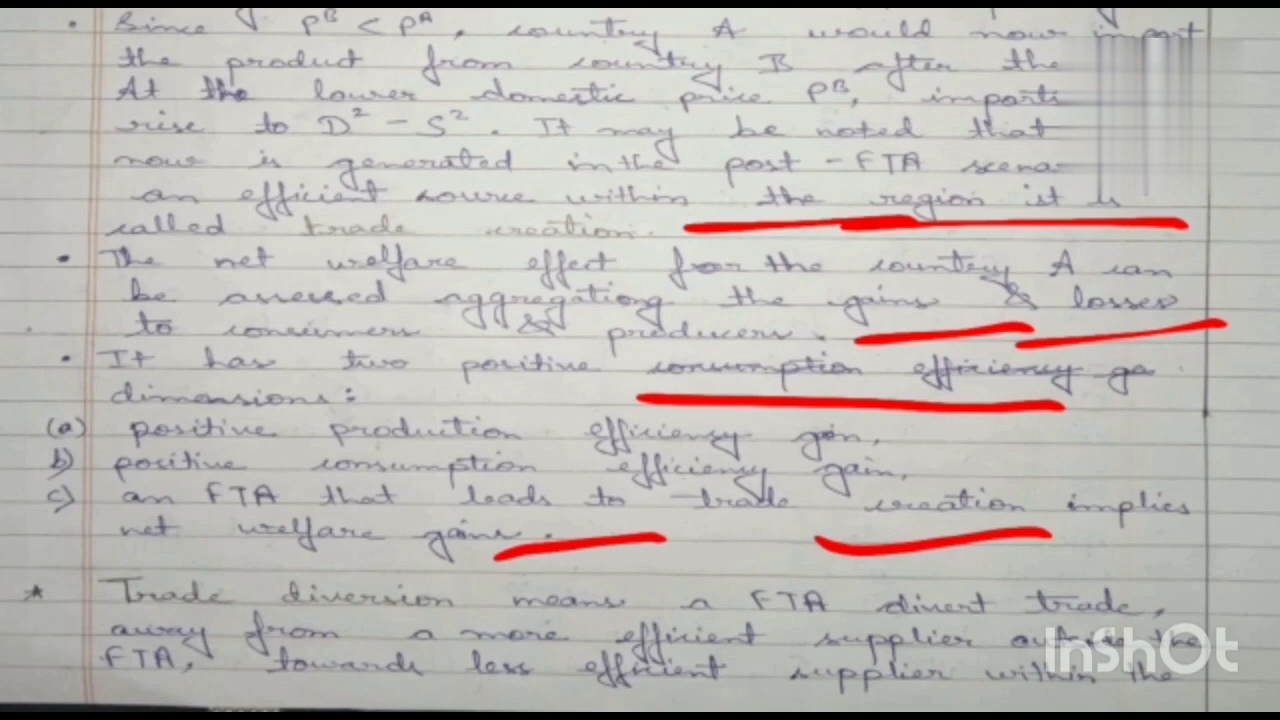 • Since P^B < P^A, country A would now import
the product from country B after the
At the lower domestic price P^B, imports
rise to D² - S². It may be noted that
now is generated in the post - FTA scena
an efficient source within the region ist is
called trade creation.
• The net welfare effect for the country A can
be assessed aggregationg the gains & losses
to consumers & producers.
• It has two positive consumption efficiency ga
dimensions:
(a) positive production efficiency gain,
b) positive consumption efficiency gain,
c) an FTA that leads to trade creation implies
net welfare gains.
* Trade diversion means a FTA divert trade,
away from a more efficient supplier outside the
FTA, towards less efficient supplier within the
InShOt